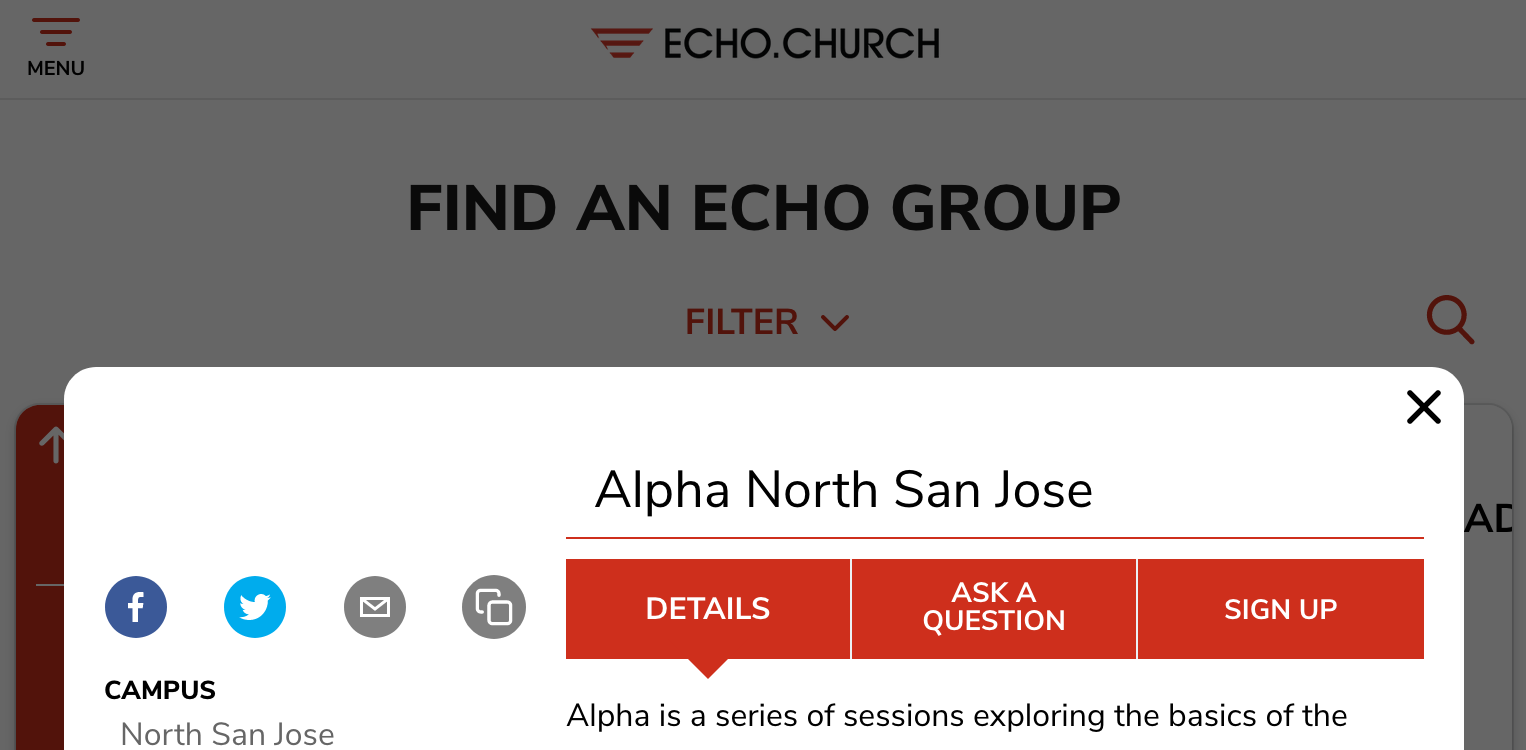 MENU
ECHO.CHURCH
FIND AN ECHO GROUP
FILTER
Alpha North San Jose
DETAILS
ASK A
QUESTION
SIGN UP
CAMPUS
North San Jose
Alpha is a series of sessions exploring the basics of the